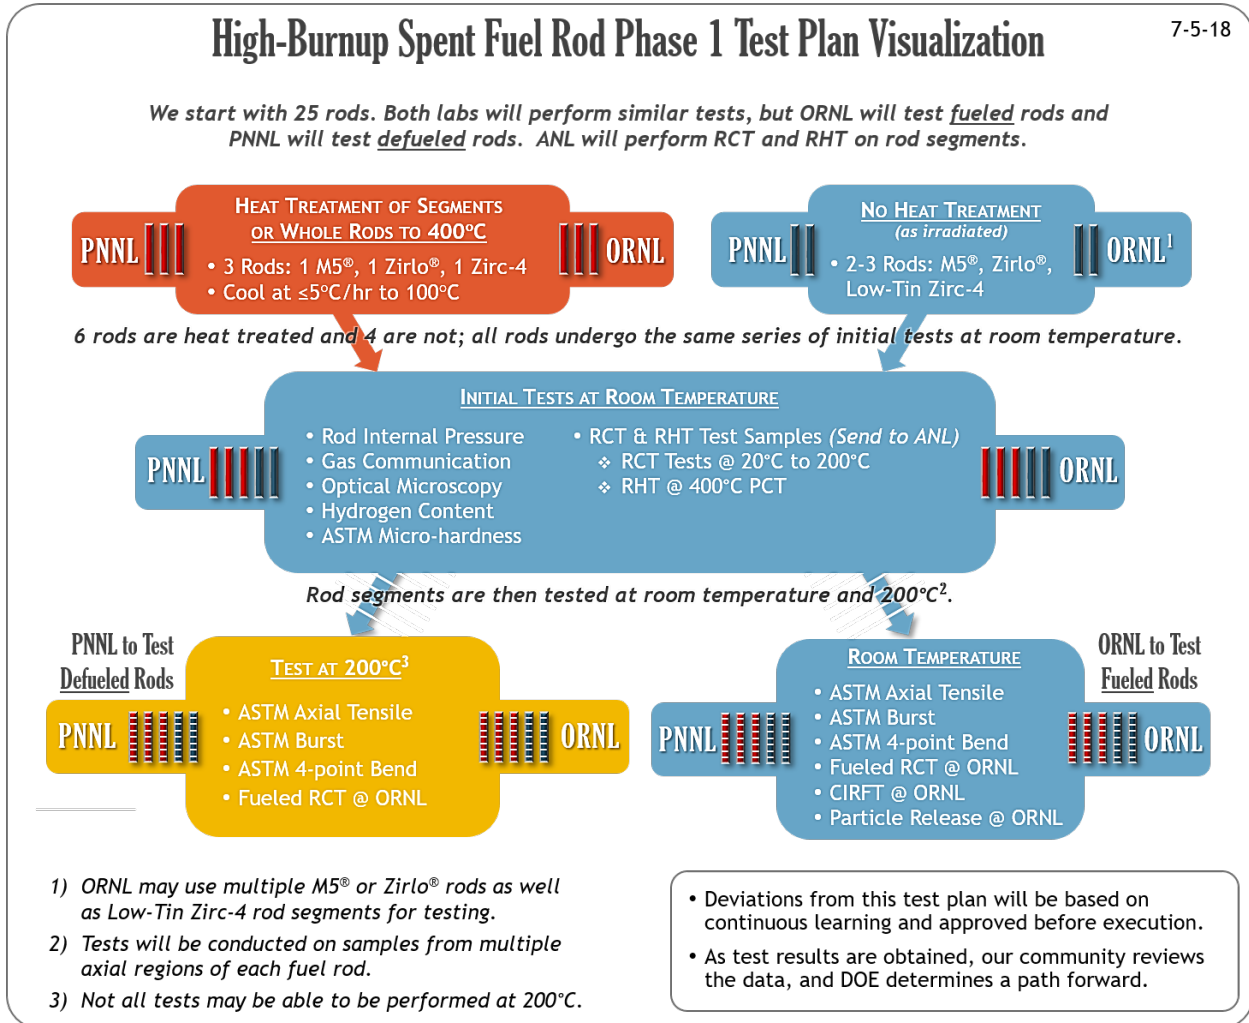 High-Burnup Spent Fuel Rod Phase 1 Test Plan Visualization
7-5-18
We start with 25 rods. Both labs will perform similar tests, but ORNL will test fueled rods and
PNNL will test defueled rods. ANL will perform RCT and RHT on rod segments.
PNNL
HEAT TREATMENT OF SEGMENTS
OR WHOLE RODS TO 400°C
• 3 Rods: 1 M5®, 1 Zirlo®, 1 Zirc-4
• Cool at ≤5°C/hr to 100°C
ORNL
PNNL
NO HEAT TREATMENT
(as irradiated)
• 2-3 Rods: M5®, Zirlo®,
Low-Tin Zirc-4
ORNL¹
6 rods are heat treated and 4 are not; all rods undergo the same series of initial tests at room temperature.
INITIAL TESTS AT ROOM TEMPERATURE
PNNL
• Rod Internal Pressure
• Gas Communication
• Optical Microscopy
• Hydrogen Content
• ASTM Micro-hardness
• RCT & RHT Test Samples (Send to ANL)
❖ RCT Tests @ 20°C to 200°C
❖ RHT @ 400°C PCT
ORNL
Rod segments are then tested at room temperature and 200°C².
PNNL to Test
Defueled Rods
PNNL
TEST AT 200°C³
• ASTM Axial Tensile
• ASTM Burst
• ASTM 4-point Bend
• Fueled RCT @ ORNL
ORNL
PNNL
ROOM TEMPERATURE
• ASTM Axial Tensile
• ASTM Burst
• ASTM 4-point Bend
• Fueled RCT @ ORNL
• CIRFT @ ORNL
• Particle Release @ ORNL
ORNL to Test
Fueled Rods
ORNL
1) ORNL may use multiple M5® or Zirlo® rods as well
as Low-Tin Zirc-4 rod segments for testing.
2) Tests will be conducted on samples from multiple
axial regions of each fuel rod.
3) Not all tests may be able to be performed at 200°C.
• Deviations from this test plan will be based on
continuous learning and approved before execution.
• As test results are obtained, our community reviews
the data, and DOE determines a path forward.